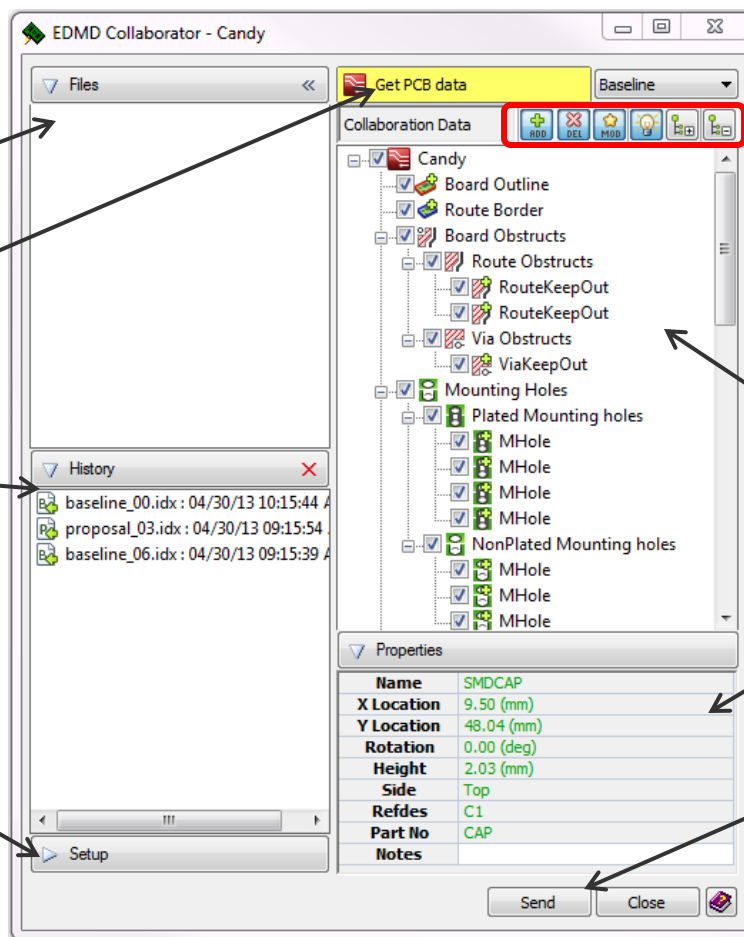 EDMD Collaborator - Candy
Files
«
Get PCB data
Baseline
Collaboration Data
ADD
DEL
MOD
Candy
Board Outline
Route Border
Board Obstructs
Route Obstructs
RouteKeepOut
RouteKeepOut
Via Obstructs
ViaKeepOut
Mounting Holes
Plated Mounting holes
MHole
MHole
MHole
MHole
NonPlated Mounting holes
MHole
MHole
MHole
History
baseline_00.idx : 04/30/13 10:15:44 A
proposal_03.idx : 04/30/13 09:15:54
baseline_06.idx : 04/30/13 09:15:39 A
Setup
Properties
Name SMDCAP
X Location 9.50 (mm)
Y Location 48.04 (mm)
Rotation 0.00 (deg)
Height 2.03 (mm)
Side Top
Refdes C1
Part No CAP
Notes
Send
Close